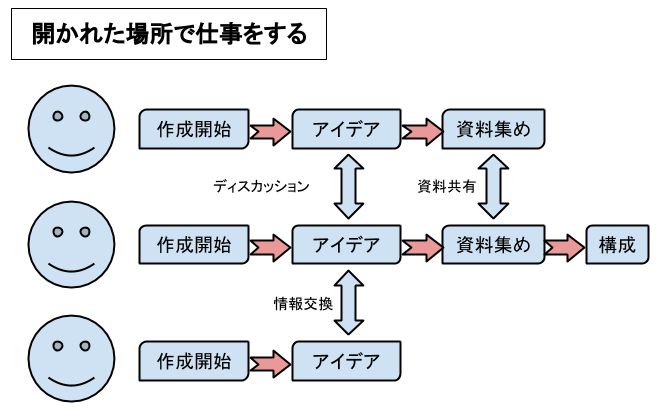 開かれた場所で仕事をする
作成開始
アイデア
資料集め
ディスカッション
資料共有
作成開始
アイデア
資料集め
構成
情報交換
作成開始
アイデア